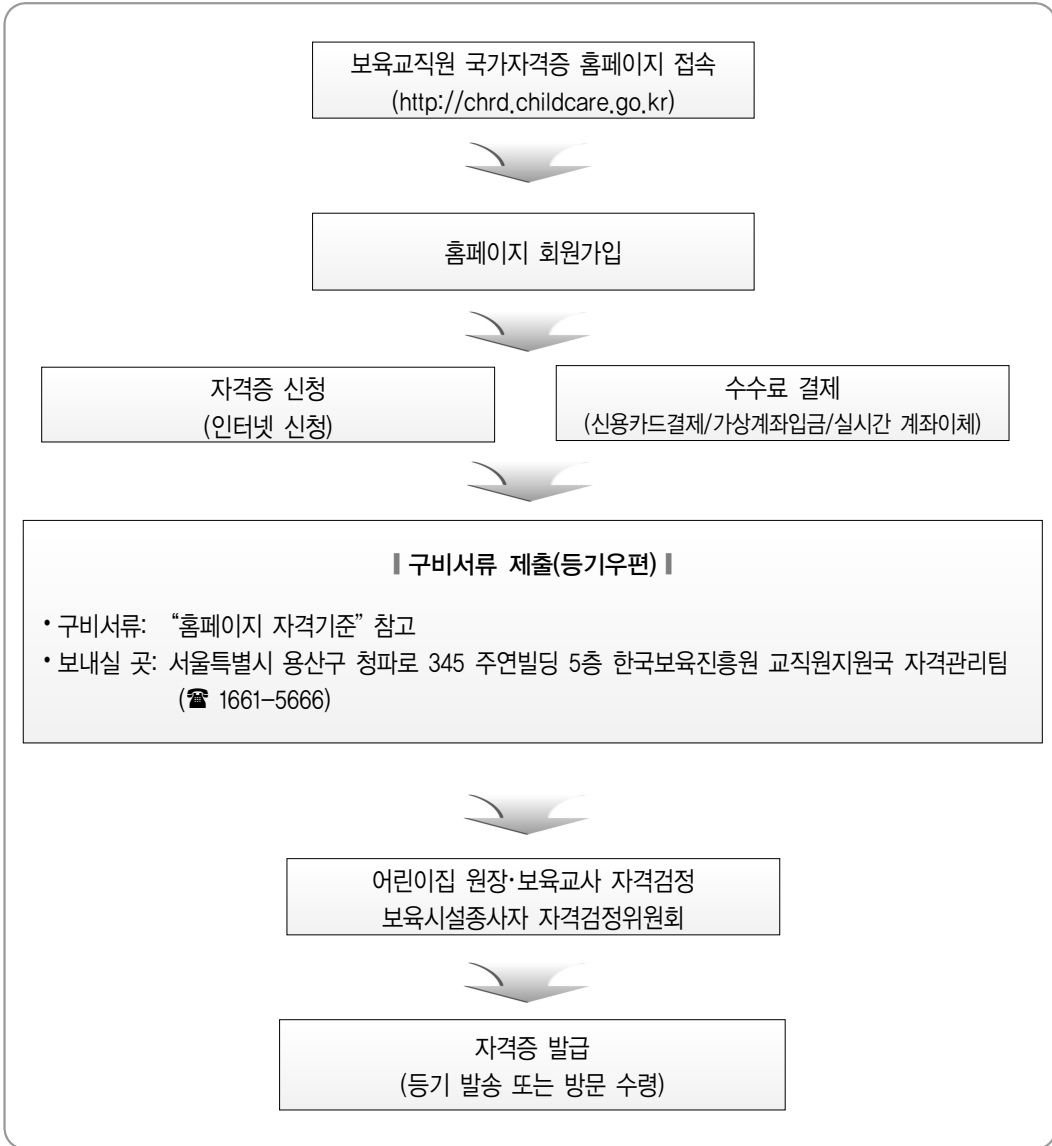 보육교직원 국가자격증 홈페이지 접속
(http://chrd.childcare.go.kr)
홈페이지 회원가입
자격증 신청
(인터넷 신청)
수수료 결제
(신용카드결제/가상계좌입금/실시간 계좌이체)
▌구비서류 제출(등기우편)▐
• 구비서류: “홈페이지 자격기준” 참고
• 보내실 곳: 서울특별시 용산구 청파로 345 주연빌딩 5층 한국보육진흥원 교직원지원국 자격관리팀
(☎ 1661-5666)
어린이집 원장·보육교사 자격검정
보육시설종사자 자격검정위원회
자격증 발급
(등기 발송 또는 방문 수령)